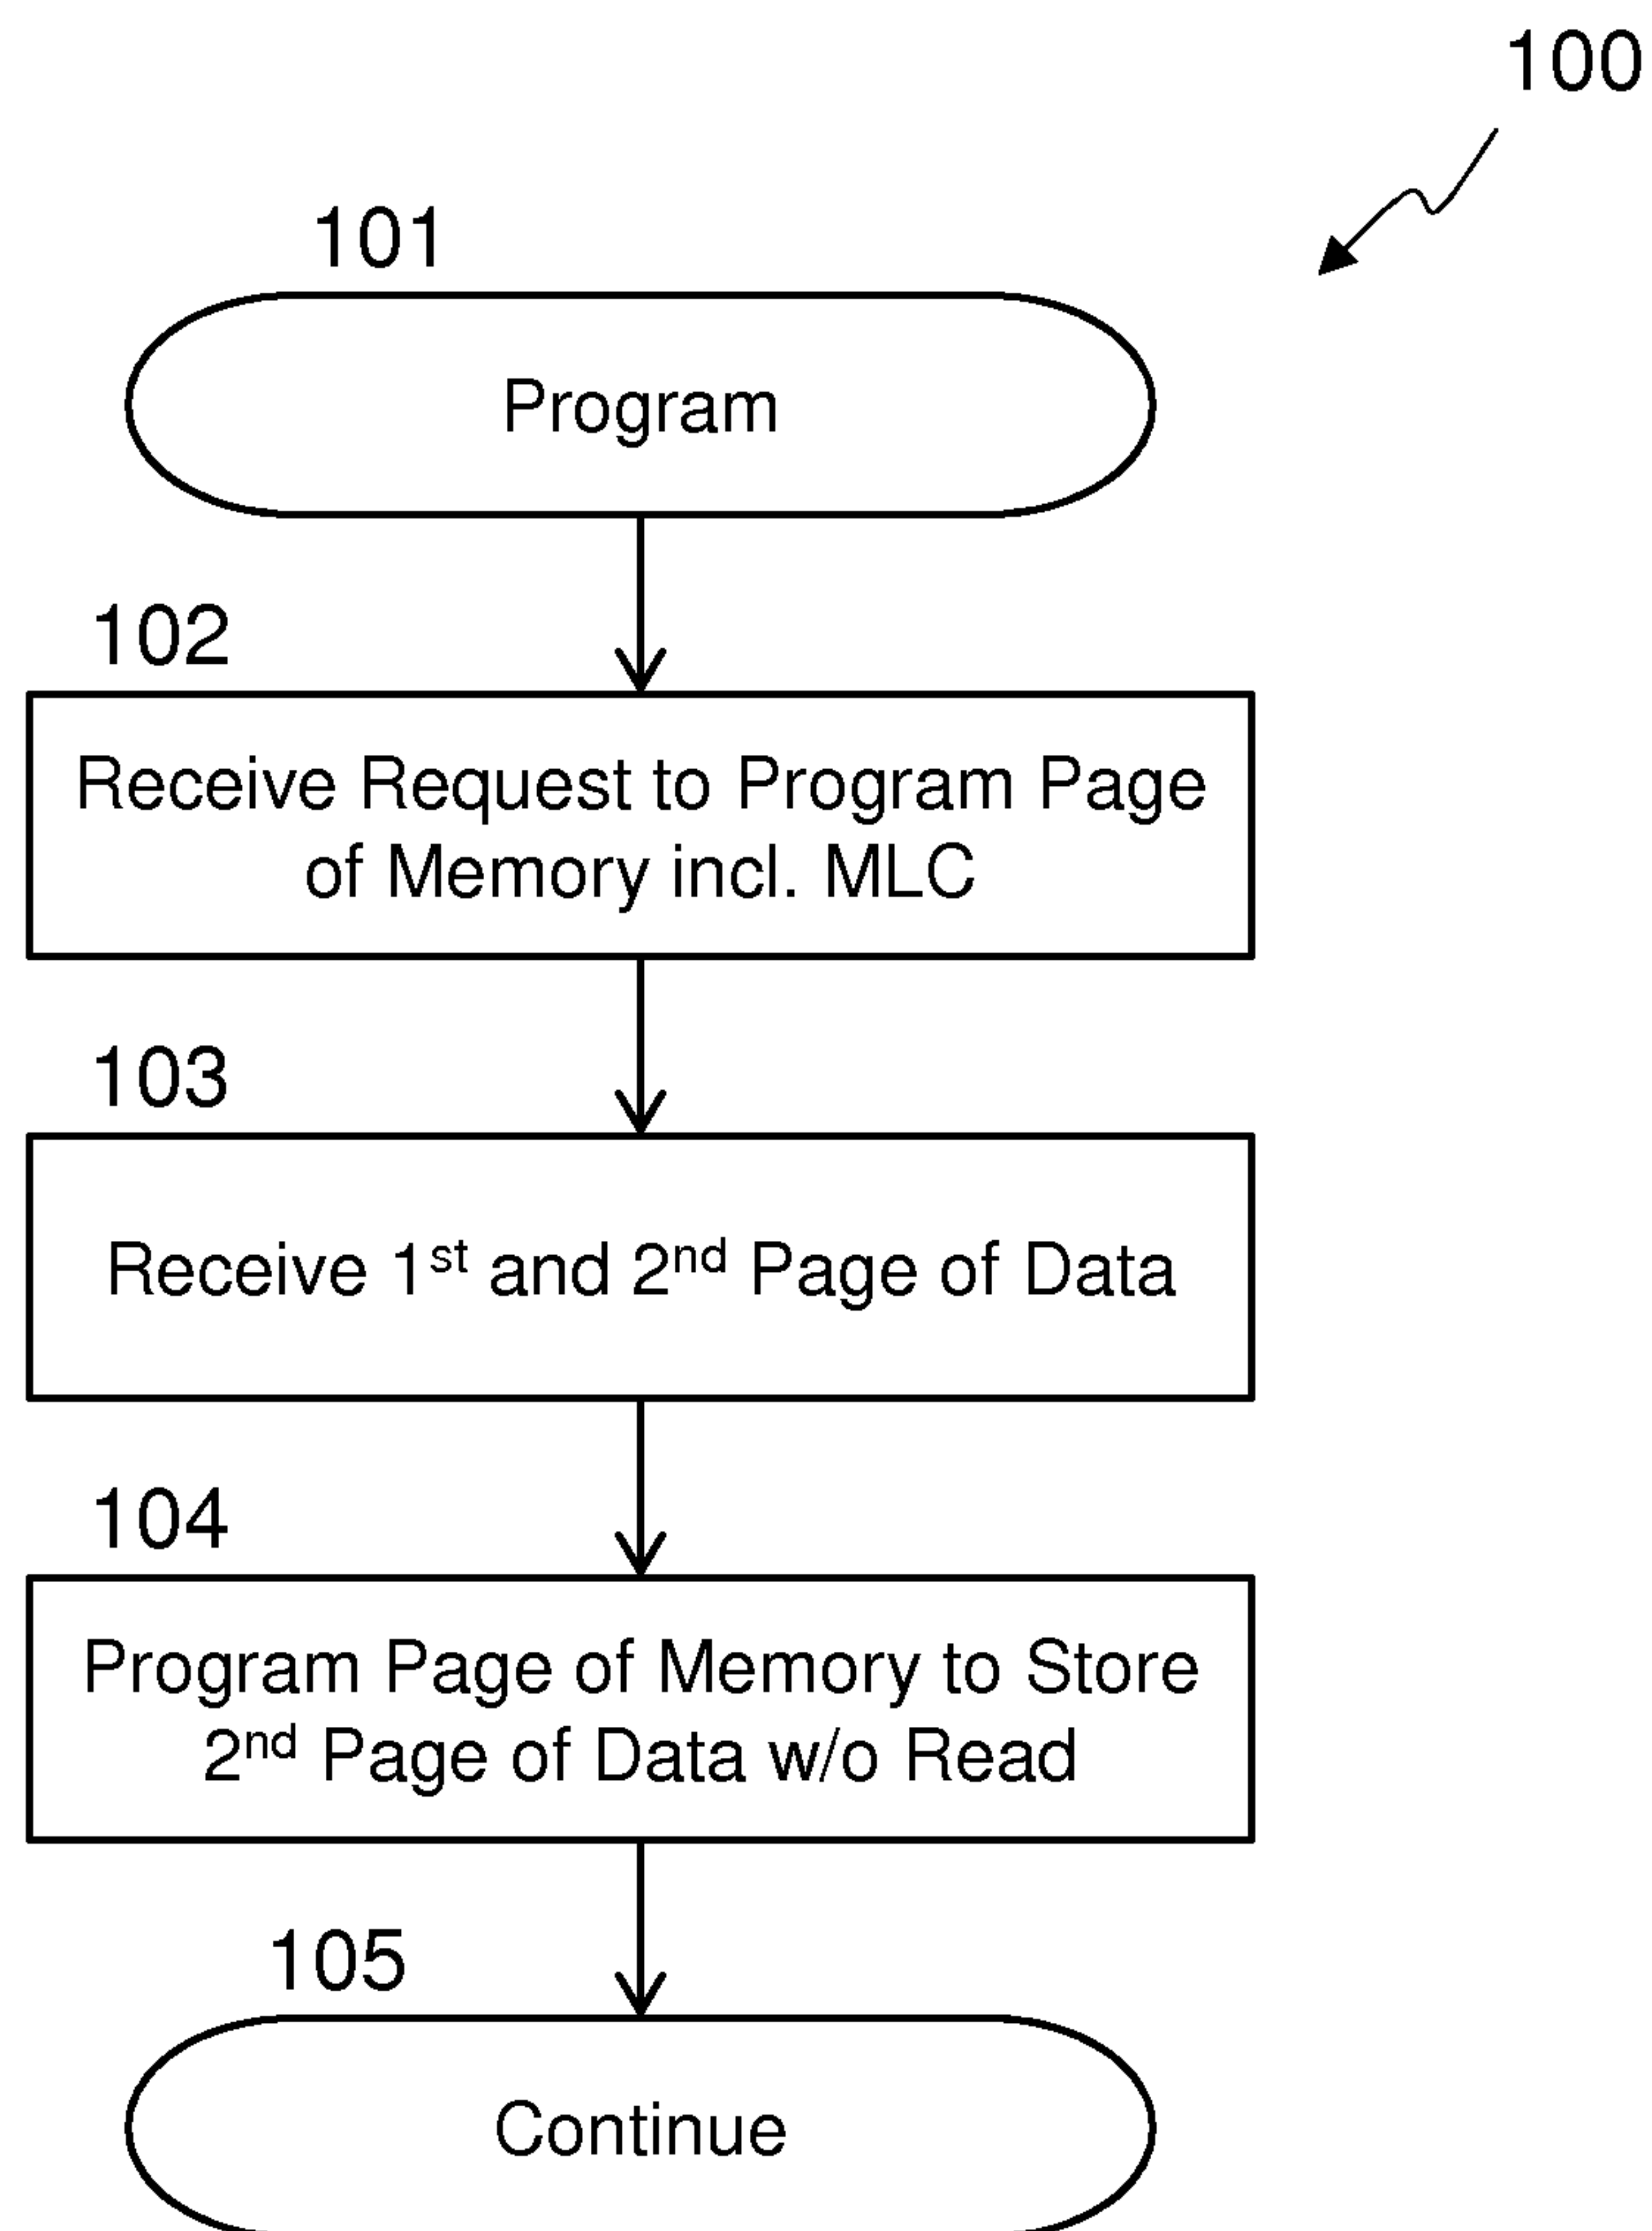 100
101
Program
102
Receive Request to Program Page
of Memory incl. MLC
103
Receive 1st and 2nd Page of Data
104
Program Page of Memory to Store
2nd Page of Data w/o Read
105
Continue